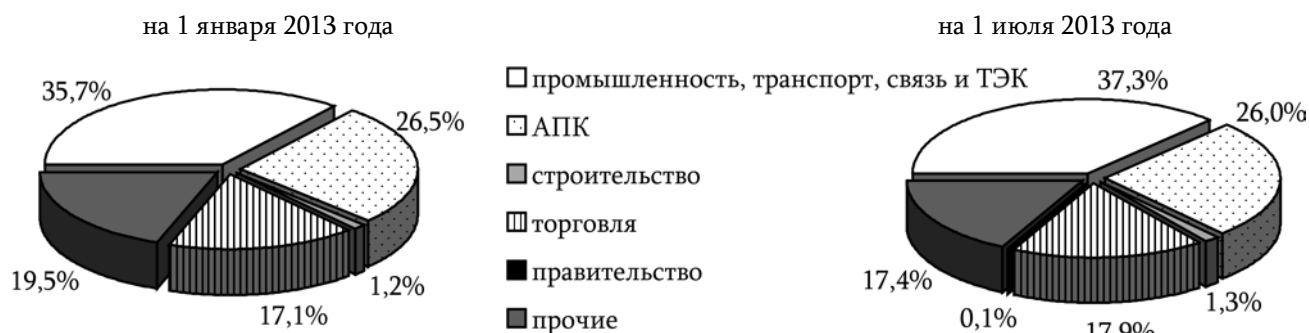 на 1 января 2013 года
на 1 июля 2013 года
35,7%
26,5%
19,5%
17,1%
1,2%
промышленность, транспорт, связь и ТЭК
АПК
строительство
торговля
правительство
прочие
37,3%
26,0%
17,4%
0,1%
17,9%
1,3%